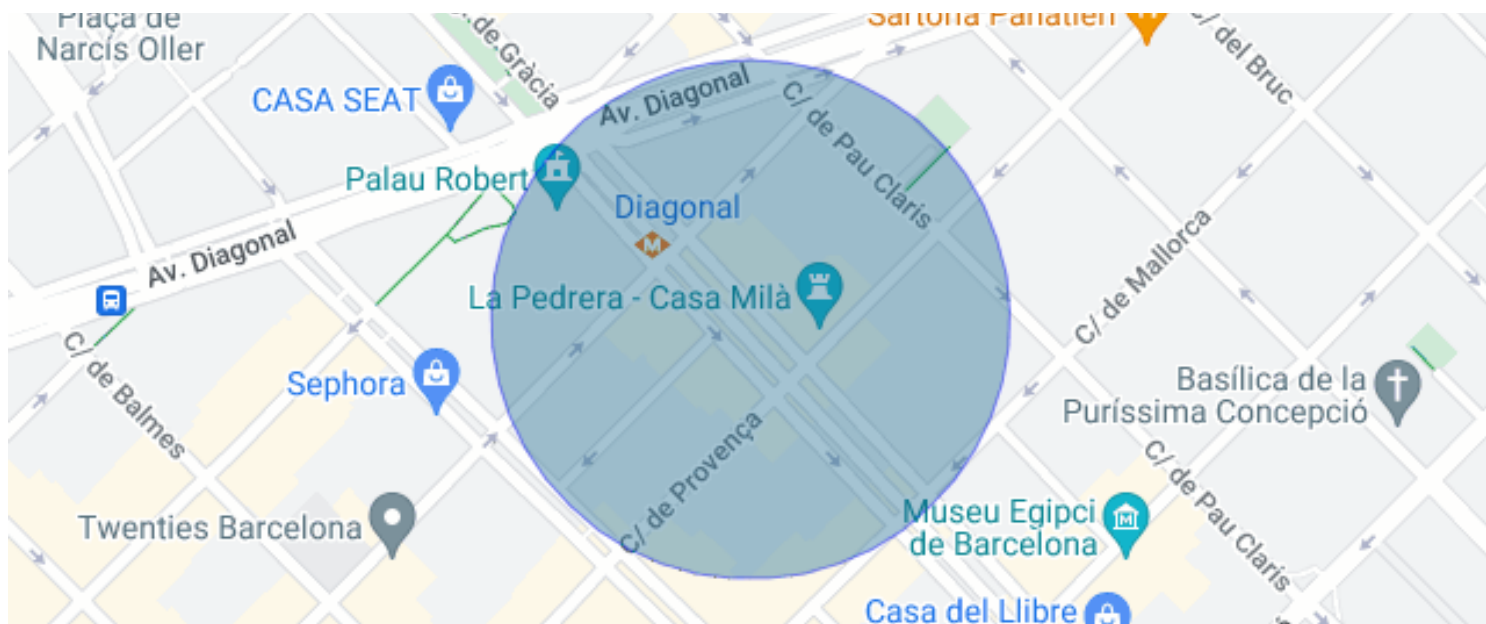 Plaça de
Narcís Oller
de Gràcia
Sartoria Panatieri
C/ del Bruc
CASA SEAT
Av. Diagonal
C/ de Pau Claris
Palau Robert
Diagonal
M
Av. Diagonal
La Pedrera - Casa Milà
C/ de Mallorca
C/ de Balmes
Sephora
Basílica de la
Puríssima Concepció
C/ de Provença
C/ de Pau Claris
Twenties Barcelona
Museu Egipci
de Barcelona
M
Casa del Llibre